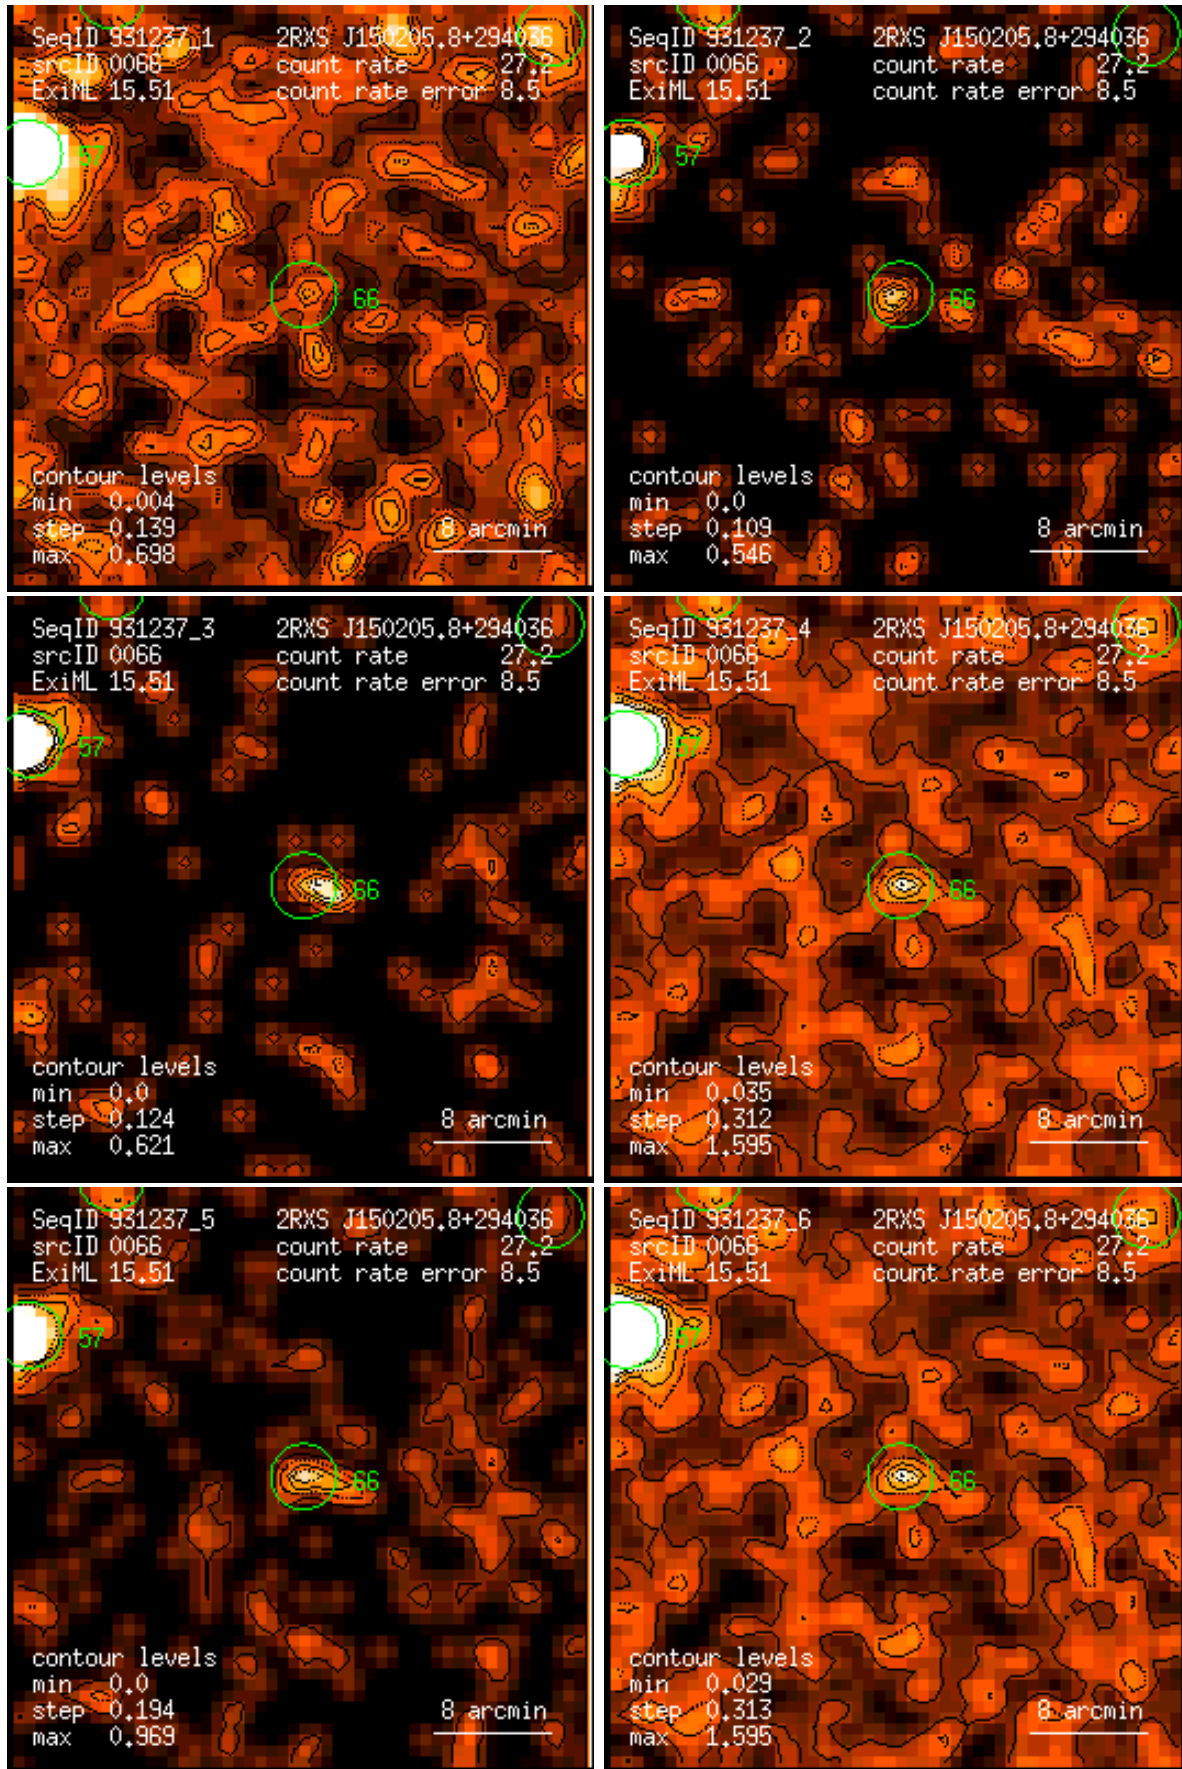 SeqID 931237_1 2RXS J150205.8+294036
srcID 0066 count rate 27.2
ExiML 15.51 count rate error 8.5
57
66
contour levels
min 0.004
step 0.139 8 arcmin
max 0.698
SeqID 931237_2 2RXS J150205.8+294036
srcID 0066 count rate 27.2
ExiML 15.51 count rate error 8.5
57
66
contour levels
min 0.0
step 0.109 8 arcmin
max 0.546
SeqID 931237_3 2RXS J150205.8+294036
srcID 0066 count rate 27.2
ExiML 15.51 count rate error 8.5
57
66
contour levels
min 0.0
step 0.124 8 arcmin
max 0.621
SeqID 931237_4 2RXS J150205.8+294036
srcID 0066 count rate 27.2
ExiML 15.51 count rate error 8.5
57
66
contour levels
min 0.035
step 0.312 8 arcmin
max 1.595
SeqID 931237_5 2RXS J150205.8+294036
srcID 0066 count rate 27.2
ExiML 15.51 count rate error 8.5
57
66
contour levels
min 0.0
step 0.194 8 arcmin
max 0.969
SeqID 931237_6 2RXS J150205.8+294036
srcID 0066 count rate 27.2
ExiML 15.51 count rate error 8.5
57
66
contour levels
min 0.029
step 0.313 8 arcmin
max 1.595